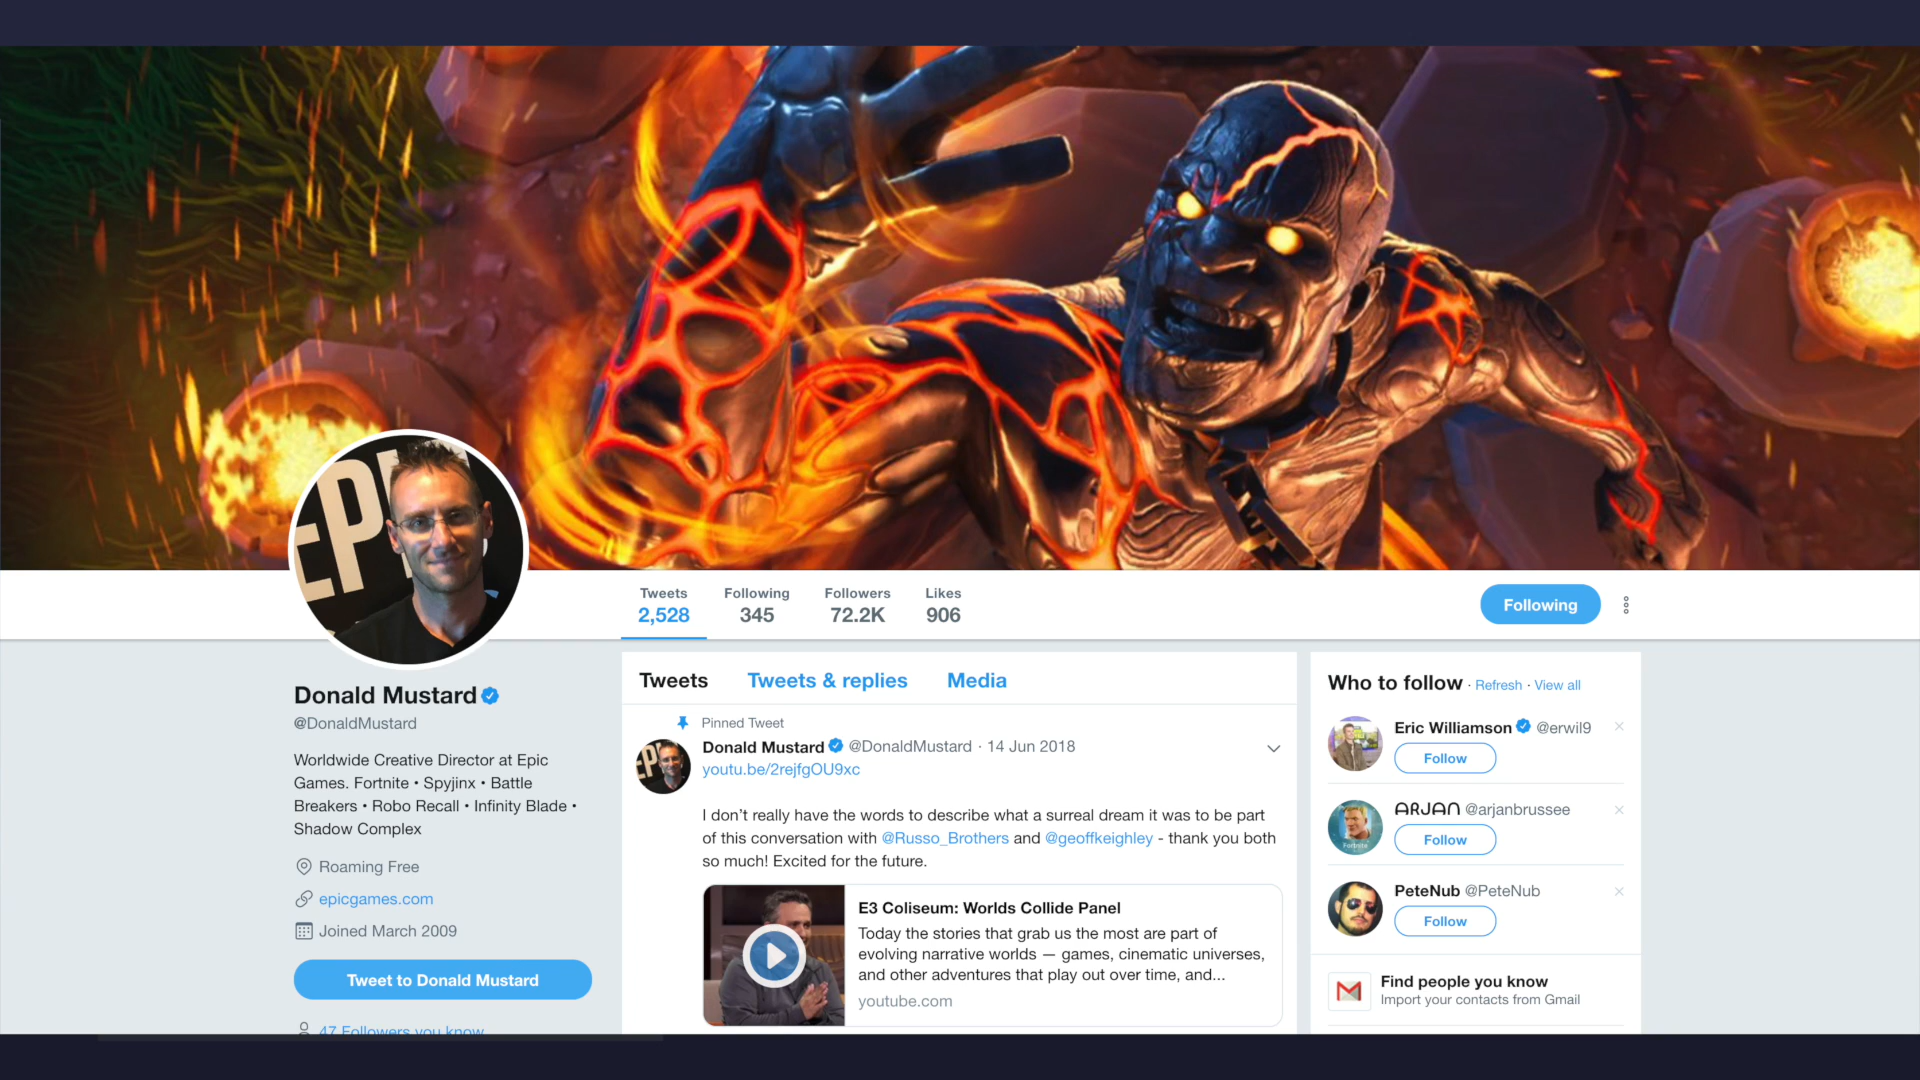 Tweets
2,528
Following
345
Followers
72.2K
Likes
906
Following
EPIC
Donald Mustard
@DonaldMustard
Worldwide Creative Director at Epic
Games. Fortnite • Spyjinx • Battle
Breakers • Robo Recall • Infinity Blade •
Shadow Complex
Roaming Free
epicgames.com
Joined March 2009
Tweet to Donald Mustard
47 Followers you know
Tweets Tweets & replies Media
Pinned Tweet
Donald Mustard @DonaldMustard · 14 Jun 2018
youtu.be/2rejfgOU9xc
I don’t really have the words to describe what a surreal dream it was to be part
of this conversation with @Russo_Brothers and @geoffkeighley - thank you both
so much! Excited for the future.
E3 Coliseum: Worlds Collide Panel
Today the stories that grab us the most are part of
evolving narrative worlds — games, cinematic universes,
and other adventures that play out over time, and...
youtube.com
Who to follow · Refresh · View all
Eric Williamson @erwil9
Follow
ARJAN @arjanbrussee
Fortnite
Follow
PeteNub @PeteNub
Follow
Find people you know
Import your contacts from Gmail